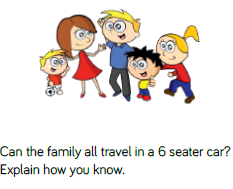 Can the family all travel in a 6 seater car?
Explain how you know.